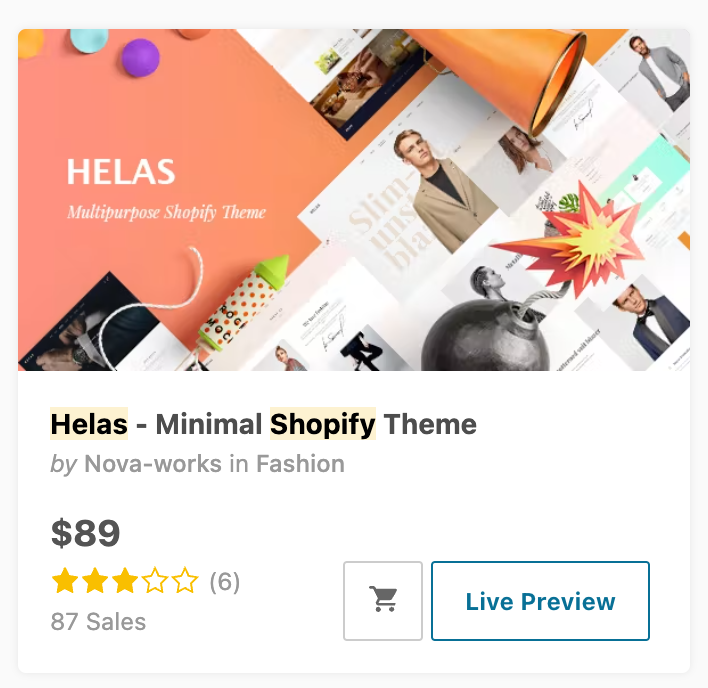 HELAS
Multipurpose Shopify Theme
Slim-
Helas - Minimal Shopify Theme
by Nova-works in Fashion
$89
(6)
87 Sales
Live Preview